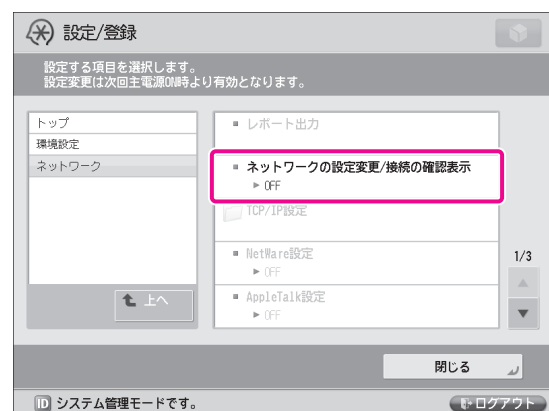 設定/登録
設定する項目を選択します。
設定変更は次回主電源ON時より有効となります。
トップ
環境設定
ネットワーク
上へ
レポート出力
ネットワークの設定変更/接続の確認表示
OFF
TCP/IP設定
NetWare設定
OFF
AppleTalk設定
OFF
1/3
閉じる
ID システム管理モードです。
ログアウト